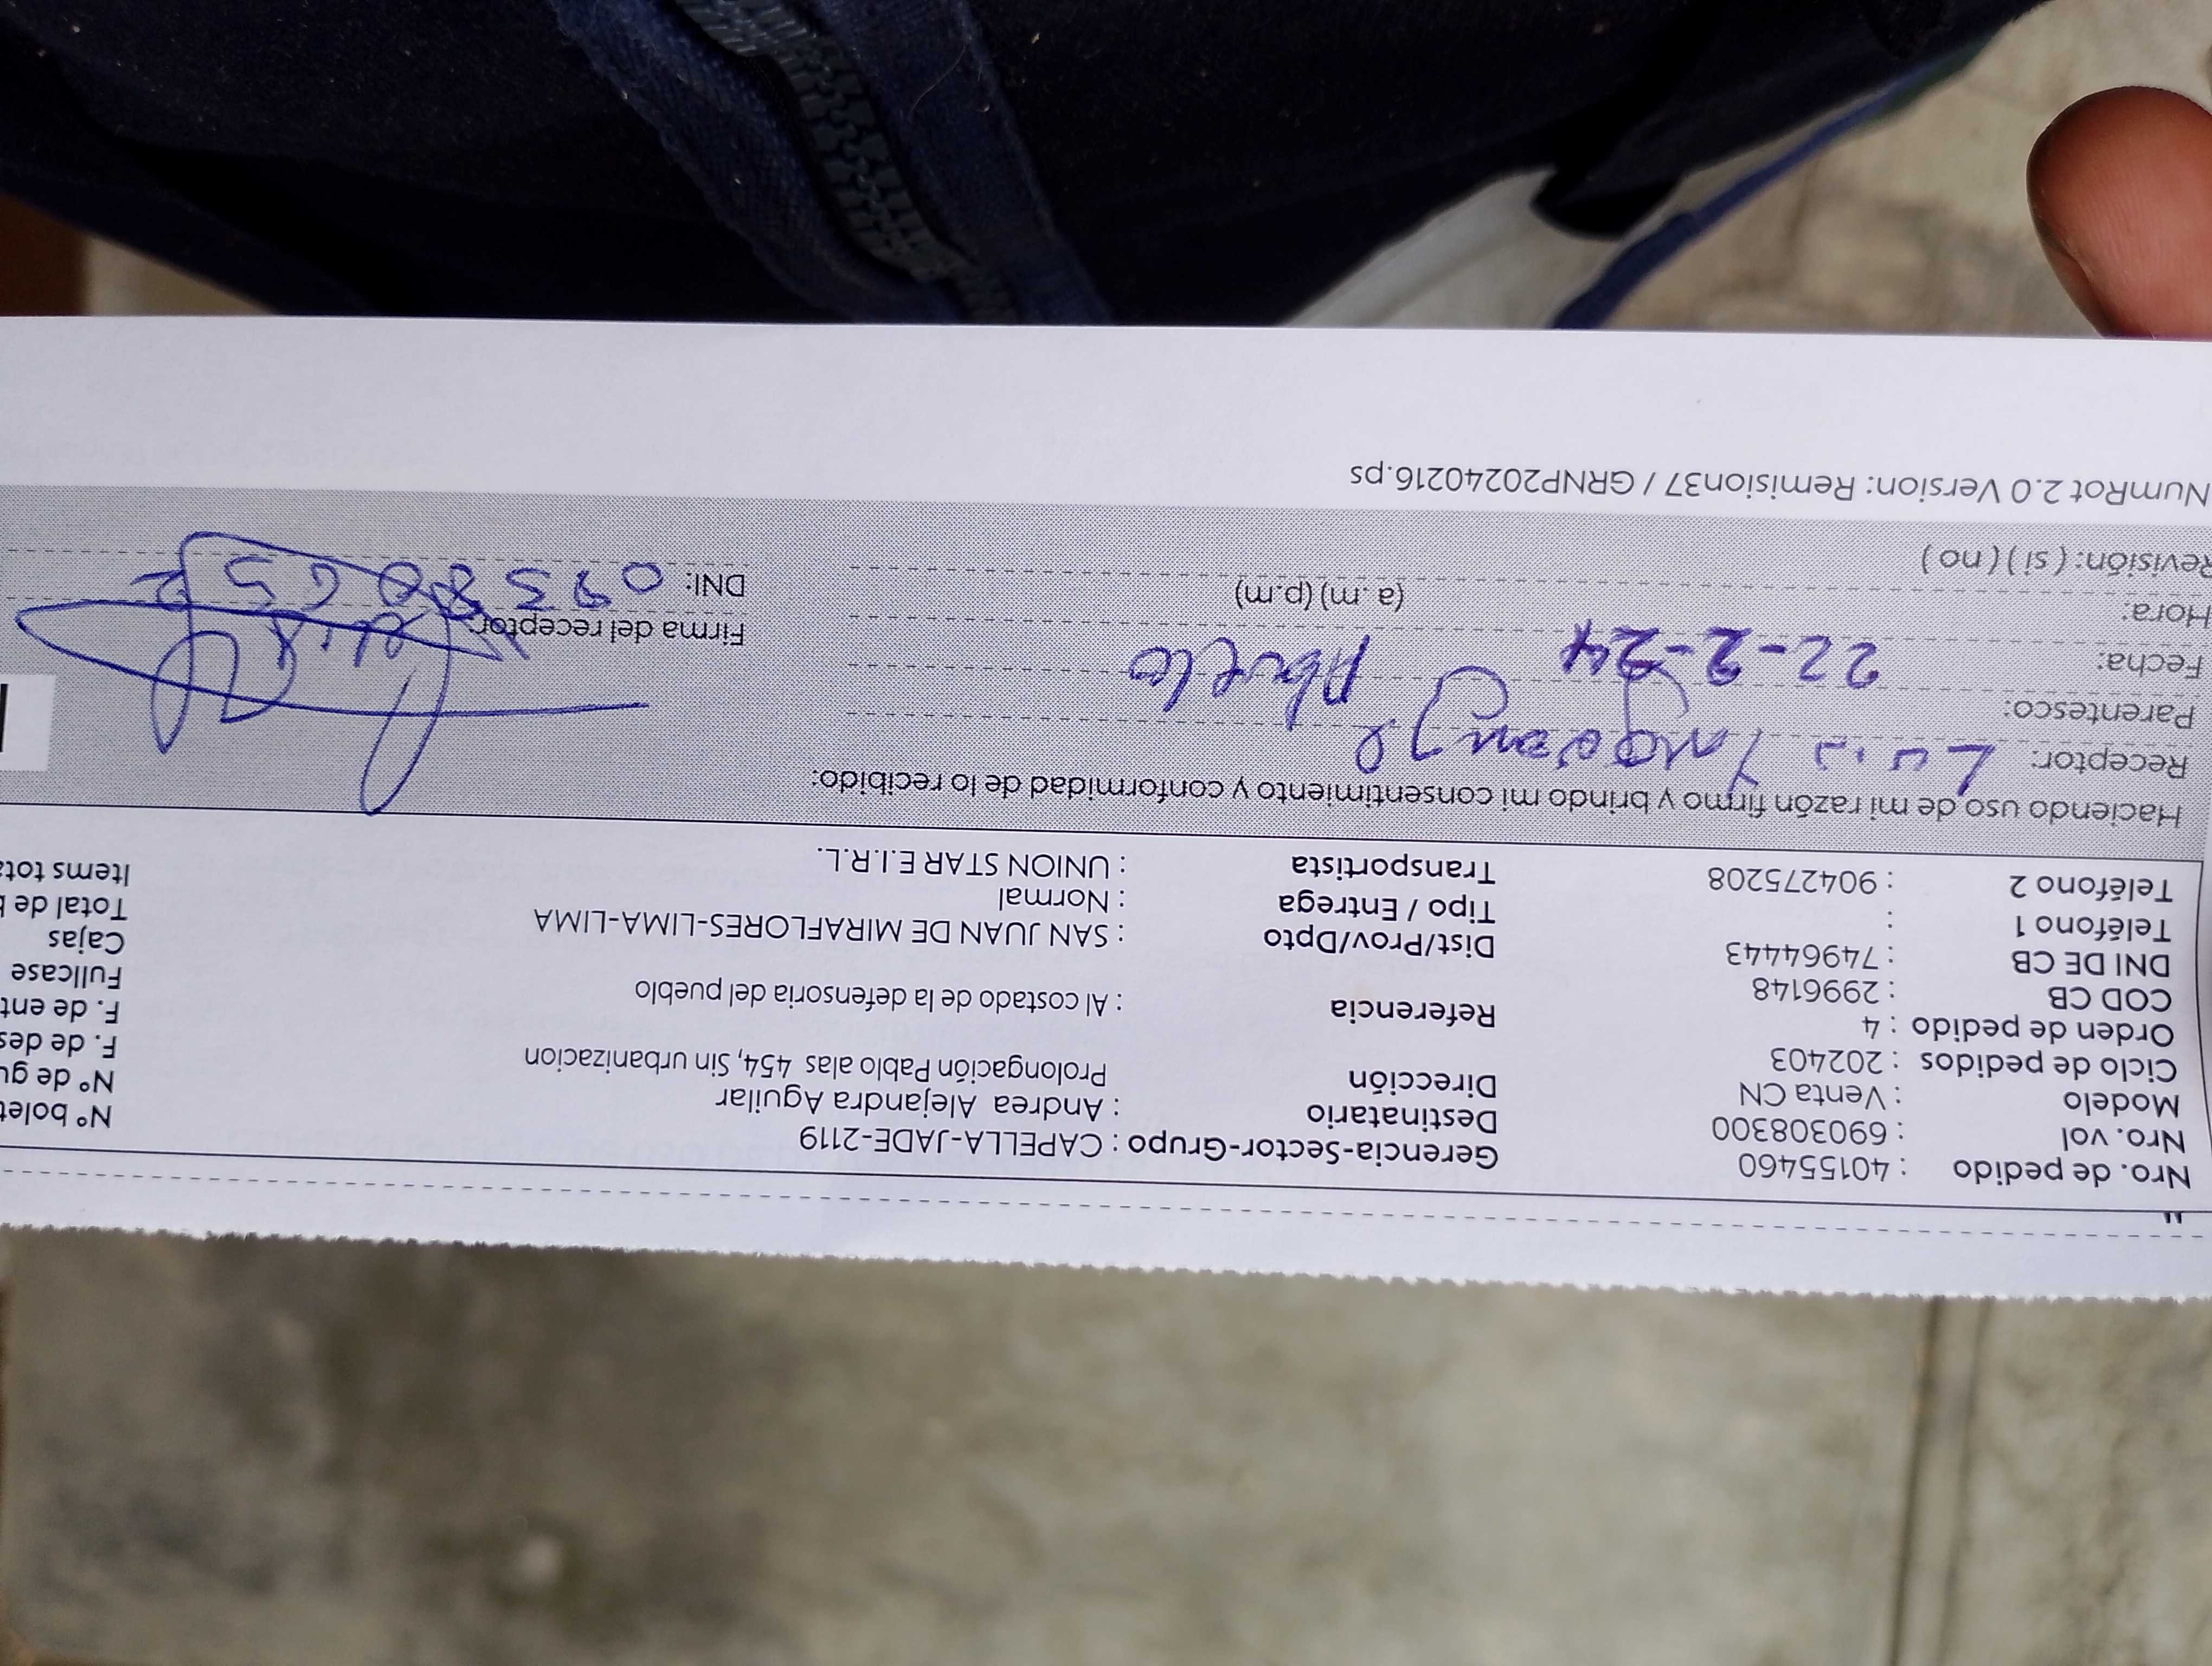 Nro. de pedido : 40155460 Gerencia-Sector-Grupo : CAPELLA-JADE-2119 Nº bolet
Nro. vol : 690308300 Destinatario : Andrea Alejandra Aguilar Nº de gu
Modelo : Venta CN Dirección Prolongación Pablo alas 454, Sin urbanizacion F. de des
Ciclo de pedidos : 202403
Orden de pedido : 4 Referencia : Al costado de la defensoria del pueblo F. de ent
COD CB : 2996148 Fullcase
DNI DE CB : 74964443 Dist/Prov/Dpto : SAN JUAN DE MIRAFLORES-LIMA-LIMA Cajas
Teléfono 1 : Tipo / Entrega : Normal Total de
Teléfono 2 : 904275208 Transportista : UNION STAR E.I.R.L. Items tot
Haciendo uso de mi razón firmo y brindo mi consentimiento y conformidad de lo recibido:
Receptor: Luis
Parentesco: Abuelo
Fecha: 22-2-24 Firma del receptor:
Hora: (a.m) (p.m) DNI:
Revisión: ( si ) ( no )
NumRot 2.0 Version: Remision37 / GRNP20240216.ps